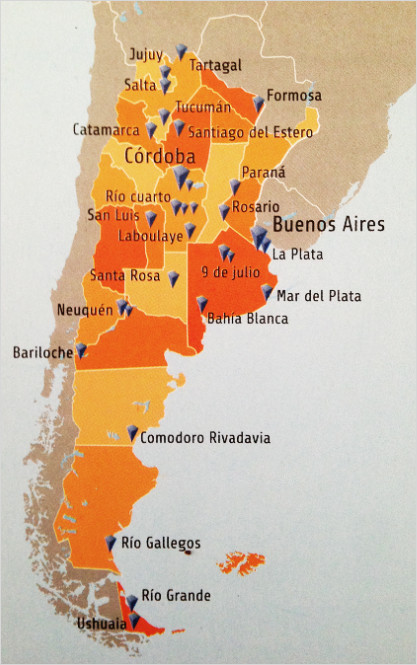 Jujuy
Tartagal
Salta
Formosa
Tucumán
Catamarca
Santiago del Estero
Córdoba
Paraná
Río cuarto
Rosario
San Luis
Buenos Aires
Laboulaye
La Plata
9 de julio
Santa Rosa
Mar del Plata
Neuquén
Bahía Blanca
Bariloche
Comodoro Rivadavia
Río Gallegos
Río Grande
Ushuaia